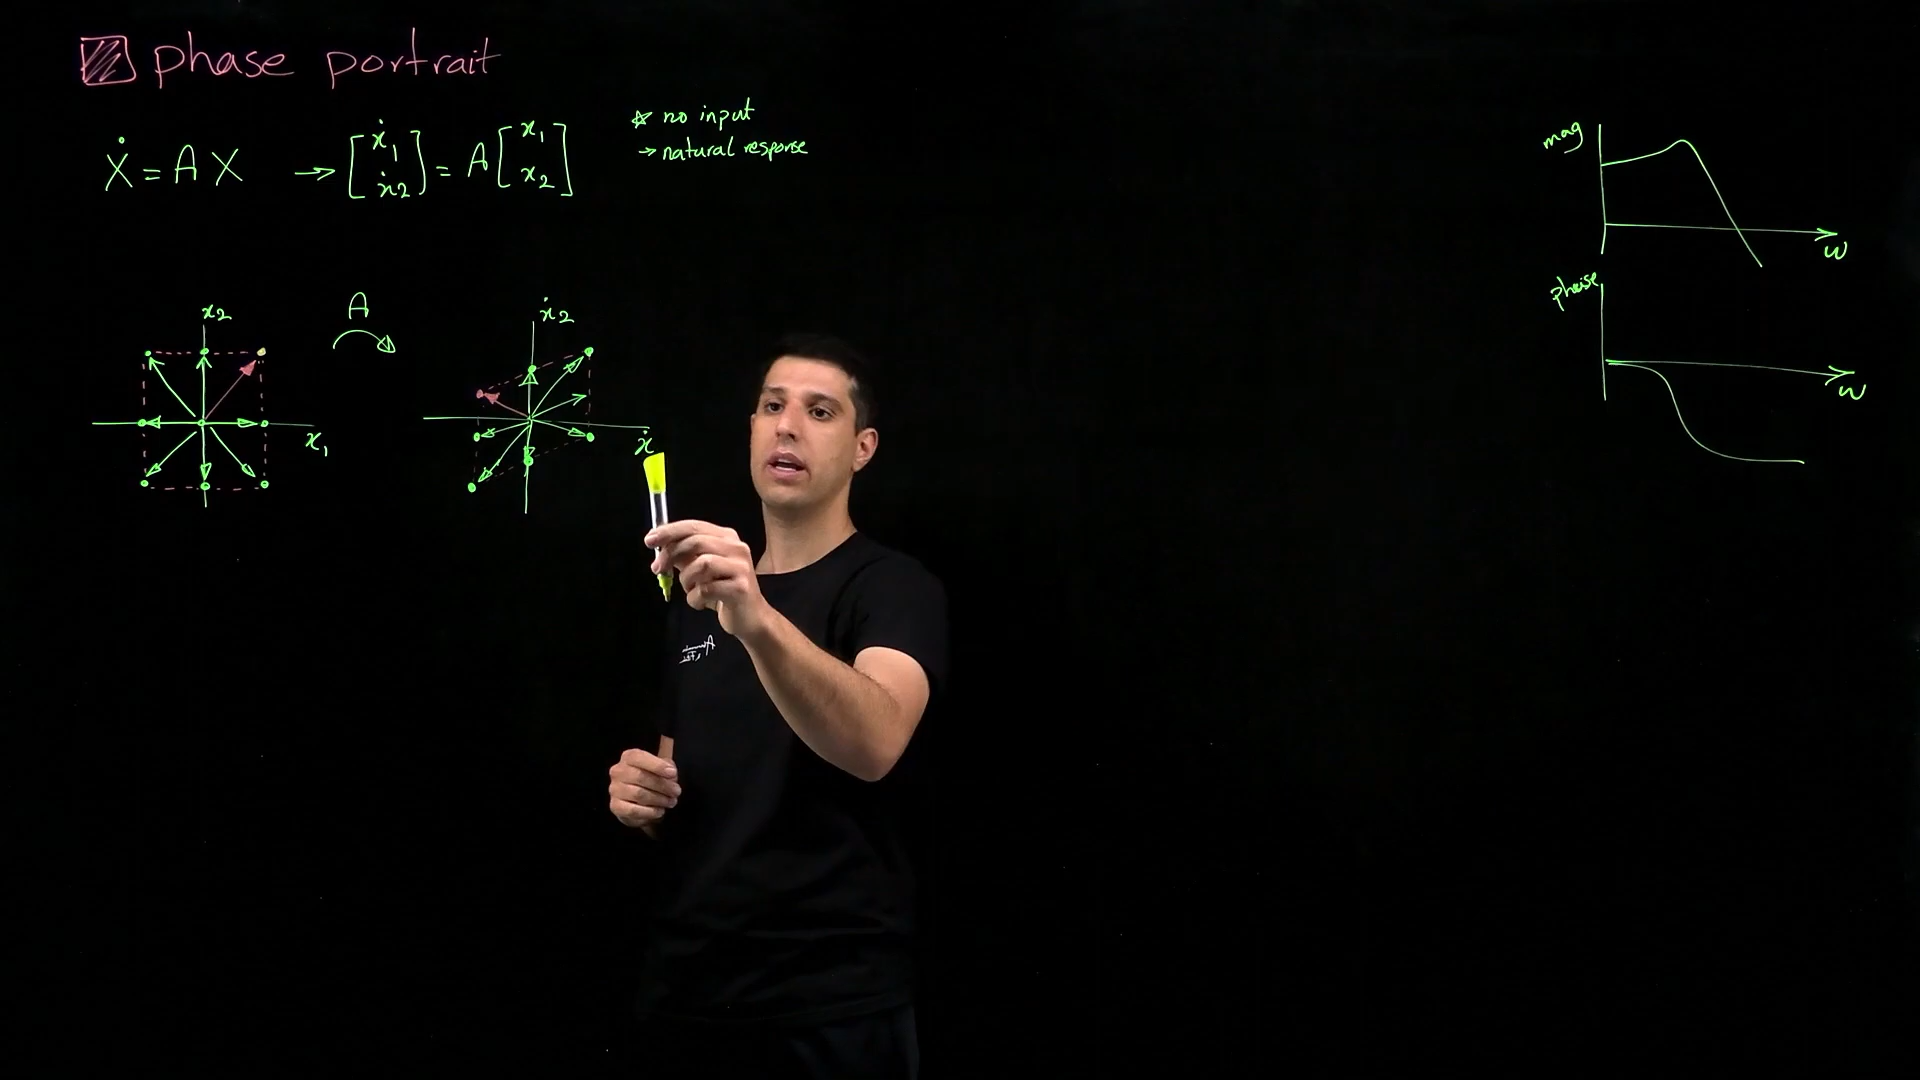 phase portrait
Ẋ = A X → [ẋ₁ ẋ₂] = A [x₁ x₂]
* no input
→ natural response
x₂
A
ẋ₂
x₁
ẋ
mag
ω
phase
ω